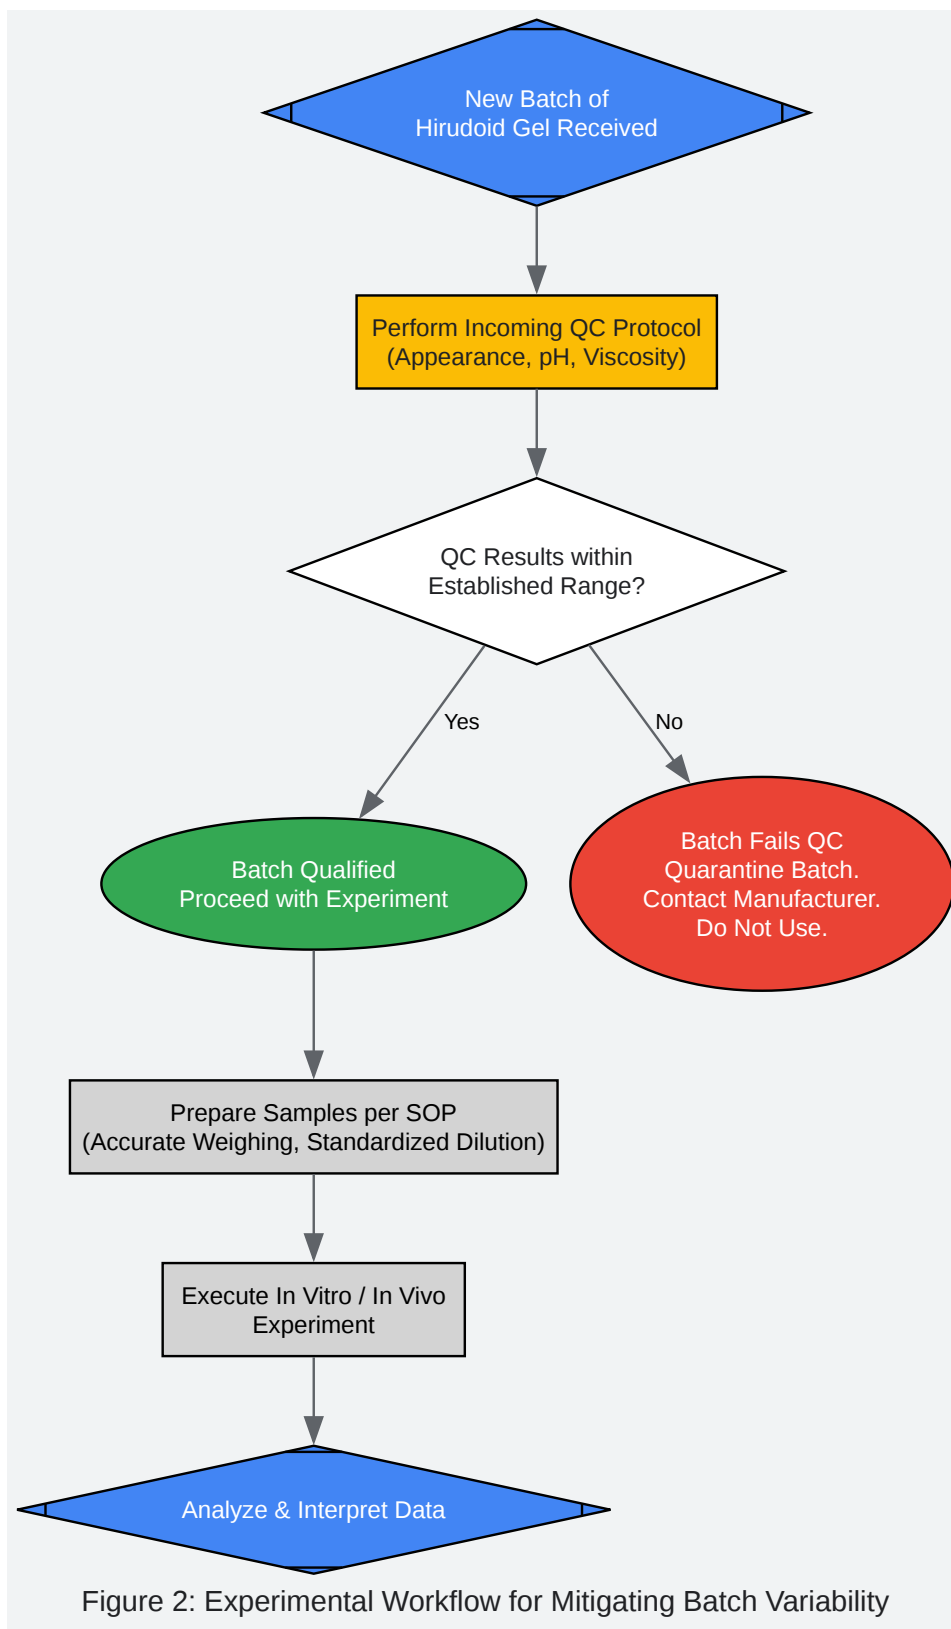 New Batch of
Hirudoid Gel Received
Perform Incoming QC Protocol
(Appearance, pH, Viscosity)
QC Results within
Established Range?
Yes
No
Batch Qualified
Proceed with Experiment
Batch Fails QC
Quarantine Batch.
Contact Manufacturer.
Do Not Use.
Prepare Samples per SOP
(Accurate Weighing, Standardized Dilution)
Execute In Vitro / In Vivo
Experiment
Analyze & Interpret Data
Figure 2: Experimental Workflow for Mitigating Batch Variability